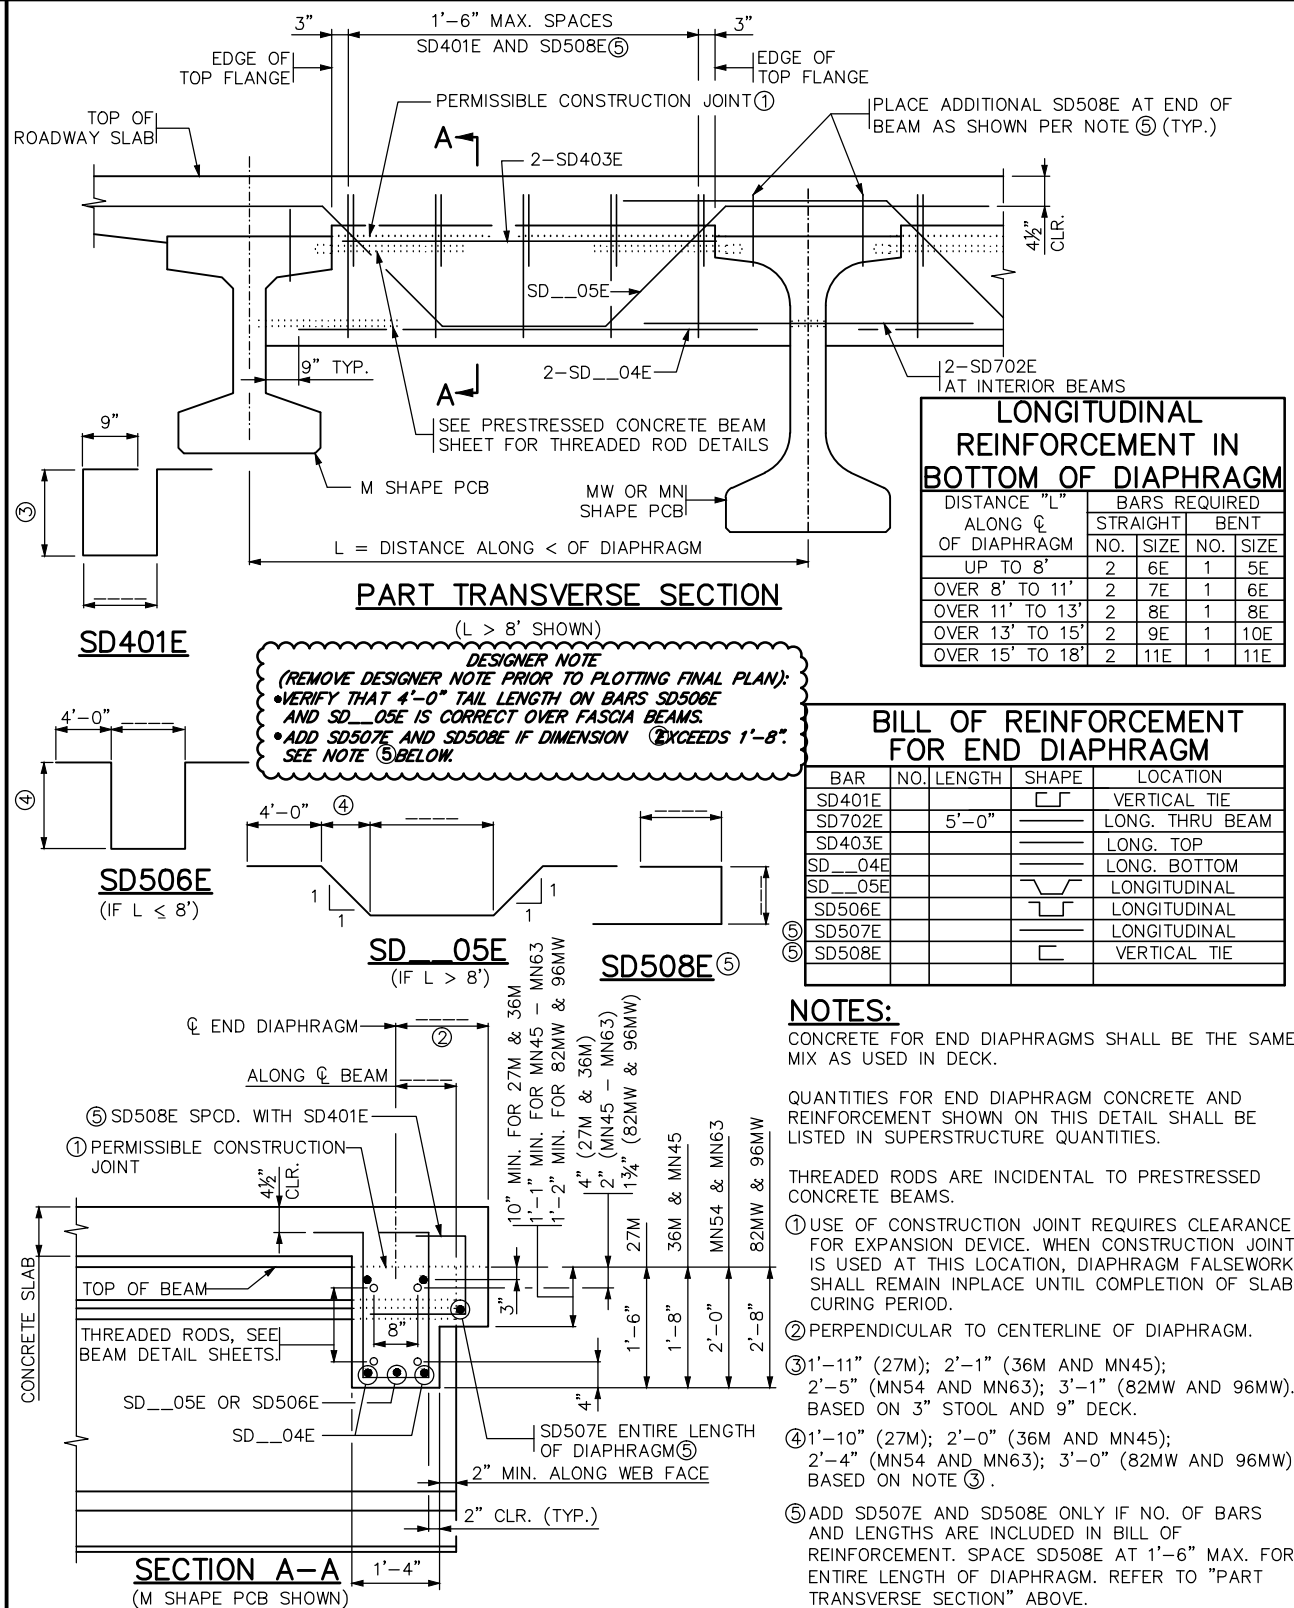 3"
1'-6" MAX. SPACES
3"
SD401E AND SD508E⑤
EDGE OF
TOP FLANGE
EDGE OF
TOP FLANGE
TOP OF
ROADWAY SLAB
PERMISSIBLE CONSTRUCTION JOINT①
PLACE ADDITIONAL SD508E AT END OF
BEAM AS SHOWN PER NOTE ⑤ (TYP.)
A
2-SD403E
4½"
CLR.
SD__05E
9" TYP.
2-SD__04E
2-SD702E
AT INTERIOR BEAMS
A
SEE PRESTRESSED CONCRETE BEAM
SHEET FOR THREADED ROD DETAILS
M SHAPE PCB
MW OR MN
SHAPE PCB
L = DISTANCE ALONG < OF DIAPHRAGM
PART TRANSVERSE SECTION
(L > 8' SHOWN)
9"
③
____
SD401E
LONGITUDINAL
REINFORCEMENT IN
BOTTOM OF DIAPHRAGM
DISTANCE "L" BARS REQUIRED
ALONG ℄ STRAIGHT BENT
OF DIAPHRAGM NO. SIZE NO. SIZE
UP TO 8' 2 6E 1 5E
OVER 8' TO 11' 2 7E 1 6E
OVER 11' TO 13' 2 8E 1 8E
OVER 13' TO 15' 2 9E 1 10E
OVER 15' TO 18' 2 11E 1 11E
DESIGNER NOTE
(REMOVE DESIGNER NOTE PRIOR TO PLOTTING FINAL PLAN):
•VERIFY THAT 4'-0" TAIL LENGTH ON BARS SD506E
AND SD__05E IS CORRECT OVER FASCIA BEAMS.
•ADD SD507E AND SD508E IF DIMENSION ②EXCEEDS 1'-8".
SEE NOTE ⑤BELOW.
4'-0" ____
④
SD506E
(IF L ≤ 8')
4'-0" ④ ____
1
1
1
1
SD__05E
(IF L > 8')
____
____
SD508E⑤
BILL OF REINFORCEMENT
FOR END DIAPHRAGM
BAR NO. LENGTH SHAPE LOCATION
SD401E VERTICAL TIE
SD702E 5'-0" LONG. THRU BEAM
SD403E LONG. TOP
SD__04E LONG. BOTTOM
SD__05E LONGITUDINAL
SD506E LONGITUDINAL
⑤ SD507E LONGITUDINAL
⑤ SD508E VERTICAL TIE
℄ END DIAPHRAGM
____
②
ALONG ℄ BEAM
____
⑤SD508E SPCD. WITH SD401E
①PERMISSIBLE CONSTRUCTION
JOINT
4½"
CLR.
10" MIN. FOR 27M & 36M
1'-1" MIN. FOR MN45 - MN63
1'-2" MIN. FOR 82MW & 96MW
4" (27M & 36M)
2" (MN45 - MN63)
1¾" (82MW & 96MW)
27M
36M & MN45
MN54 & MN63
82MW & 96MW
1'-6"
1'-8"
2'-0"
2'-8"
CONCRETE SLAB
TOP OF BEAM
3"
8"
THREADED RODS, SEE
BEAM DETAIL SHEETS.
SD__05E OR SD506E
4"
SD__04E
SD507E ENTIRE LENGTH
OF DIAPHRAGM⑤
2" MIN. ALONG WEB FACE
2" CLR. (TYP.)
1'-4"
SECTION A-A
(M SHAPE PCB SHOWN)
NOTES:
CONCRETE FOR END DIAPHRAGMS SHALL BE THE SAME
MIX AS USED IN DECK.
QUANTITIES FOR END DIAPHRAGM CONCRETE AND
REINFORCEMENT SHOWN ON THIS DETAIL SHALL BE
LISTED IN SUPERSTRUCTURE QUANTITIES.
THREADED RODS ARE INCIDENTAL TO PRESTRESSED
CONCRETE BEAMS.
①USE OF CONSTRUCTION JOINT REQUIRES CLEARANCE
FOR EXPANSION DEVICE. WHEN CONSTRUCTION JOINT
IS USED AT THIS LOCATION, DIAPHRAGM FALSEWORK
SHALL REMAIN INPLACE UNTIL COMPLETION OF SLAB
CURING PERIOD.
②PERPENDICULAR TO CENTERLINE OF DIAPHRAGM.
③1'-11" (27M); 2'-1" (36M AND MN45);
2'-5" (MN54 AND MN63); 3'-1" (82MW AND 96MW).
BASED ON 3" STOOL AND 9" DECK.
④1'-10" (27M); 2'-0" (36M AND MN45);
2'-4" (MN54 AND MN63); 3'-0" (82MW AND 96MW)
BASED ON NOTE ③.
⑤ADD SD507E AND SD508E ONLY IF NO. OF BARS
AND LENGTHS ARE INCLUDED IN BILL OF
REINFORCEMENT. SPACE SD508E AT 1'-6" MAX. FOR
ENTIRE LENGTH OF DIAPHRAGM. REFER TO "PART
TRANSVERSE SECTION" ABOVE.